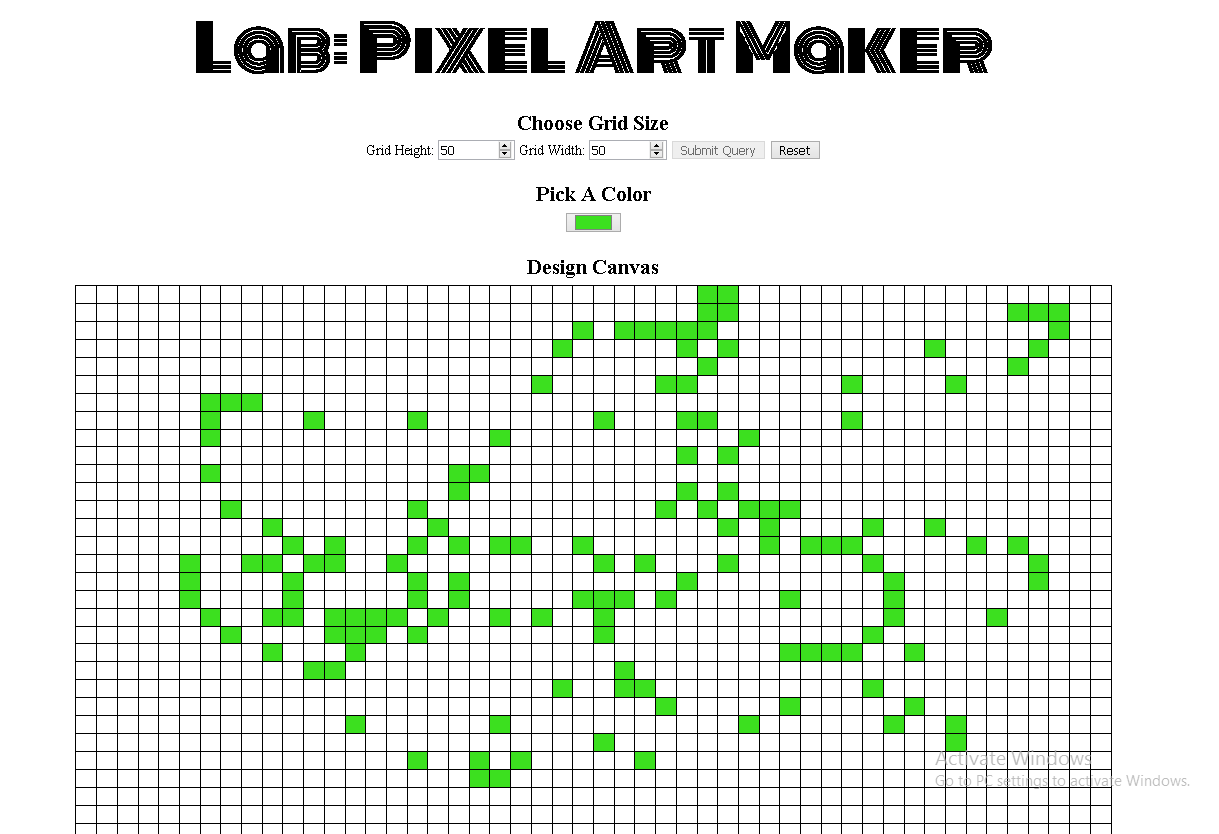 Lab: Pixel Art Maker
Choose Grid Size
Grid Height: 50 Grid Width: 50 Submit Query Reset
Pick A Color
Design Canvas
Activate Windows
Go to PC settings to activate Windows.